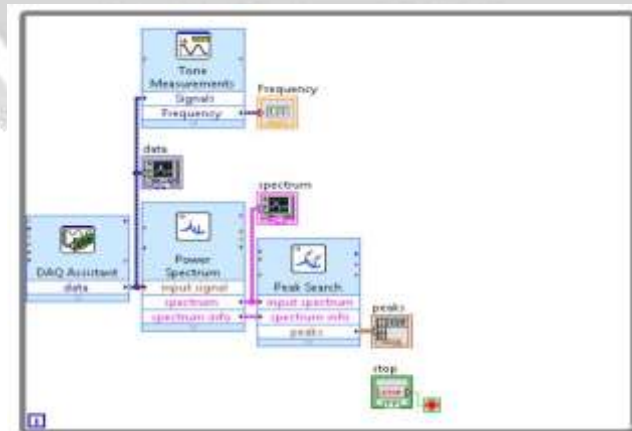 Tone
Measurements
Signals
Frequency
Frequency
data
spectrum
DAQ Assistant
data
Power
Spectrum
input signal
spectrum
spectrum info
Peak Search
input spectrum
spectrum info
peaks
peaks
stop
i